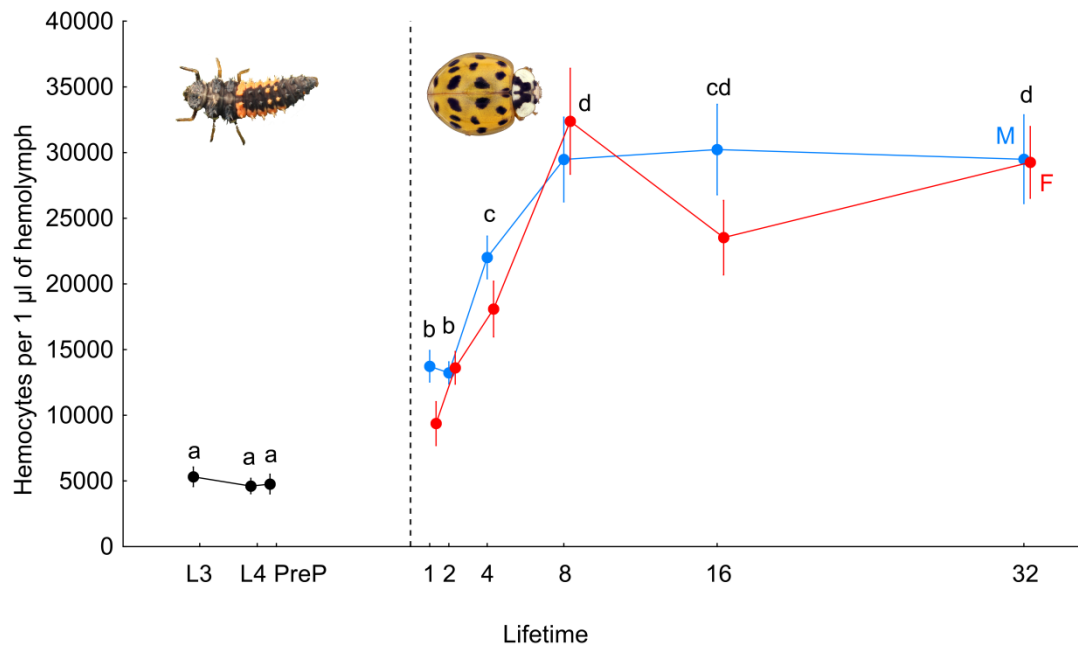 Hemocytes per 1 µl of hemolymph
40000
35000
30000
25000
20000
15000
10000
5000
0
a
a
a
b
b
c
d
cd
d
M
F
L3
L4
PreP
1
2
4
8
16
32
Lifetime